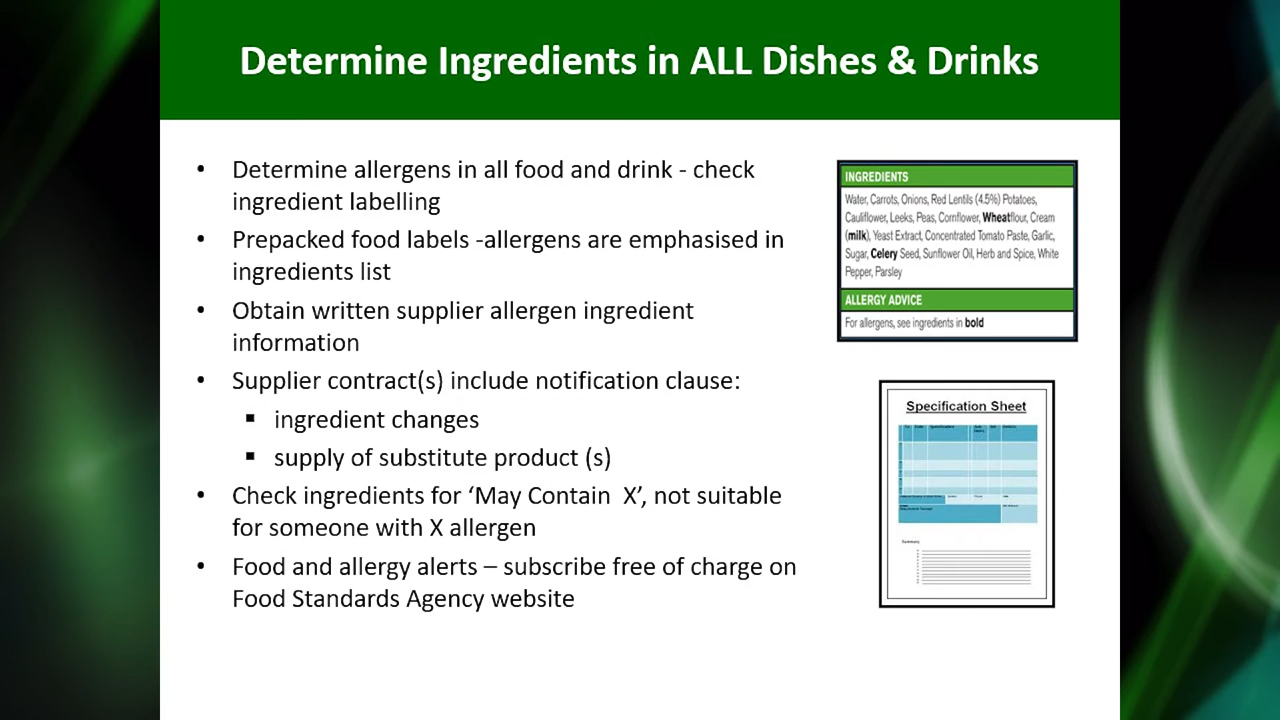 Determine Ingredients in ALL Dishes & Drinks
• Determine allergens in all food and drink - check
ingredient labelling
• Prepacked food labels -allergens are emphasised in
ingredients list
• Obtain written supplier allergen ingredient
information
• Supplier contract(s) include notification clause:
▪ ingredient changes
▪ supply of substitute product (s)
• Check ingredients for ‘May Contain  X’, not suitable
for someone with X allergen
• Food and allergy alerts – subscribe free of charge on
Food Standards Agency website
INGREDIENTS
Water, Carrots, Onions, Red Lentils (4.5%) Potatoes,
Cauliflower, Leeks, Peas, Cornflower, Wheatflour, Cream
(milk), Yeast Extract, Concentrated Tomato Paste, Garlic,
Sugar, Celery Seed, Sunflower Oil, Herb and Spice, White
Pepper, Parsley
ALLERGY ADVICE
For allergens, see ingredients in bold
Specification Sheet
Summary